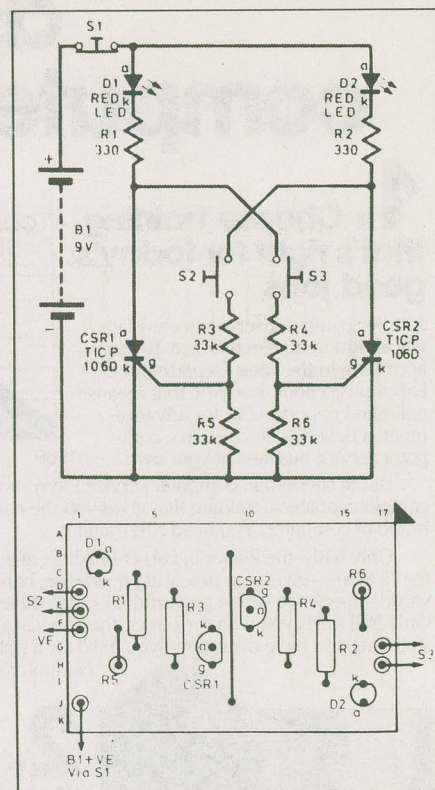 S1
a
D1
RED
LED
k
R1
330
a
D2
RED
LED
k
R2
330
+
B1
9V
-
S2
S3
CSR1
TICP
106D
a
g
k
R3
33k
R4
33k
CSR2
TICP
106D
a
g
k
R5
33k
R6
33k
1
10
15
17
A
B
C
D
E
F
G
H
I
J
K
D1
a
k
S2
VE
R1
R3
R5
k
a
g
CSR1
CSR2
g
a
k
R4
R6
R2
S3
k
D2
a
B1+VE
Via S1